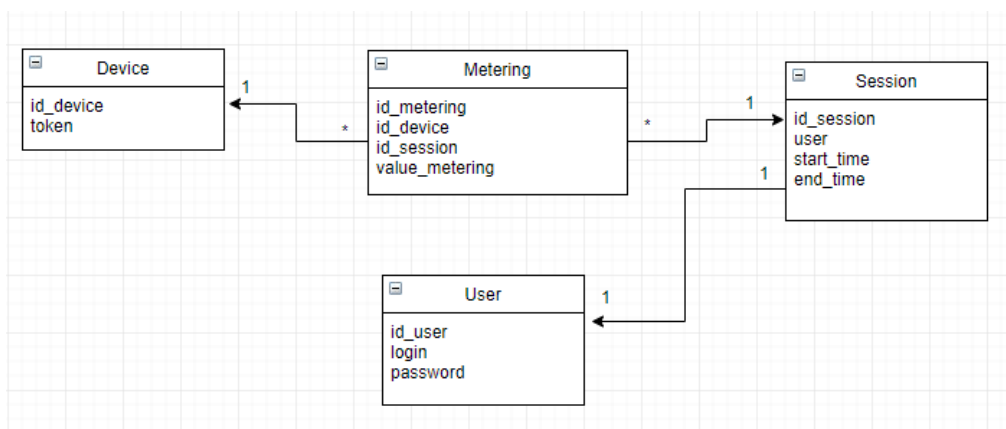 Device
id_device
token
1
*
Metering
id_metering
id_device
id_session
value_metering
*
1
Session
id_session
user
start_time
end_time
1
User
id_user
login
password
1